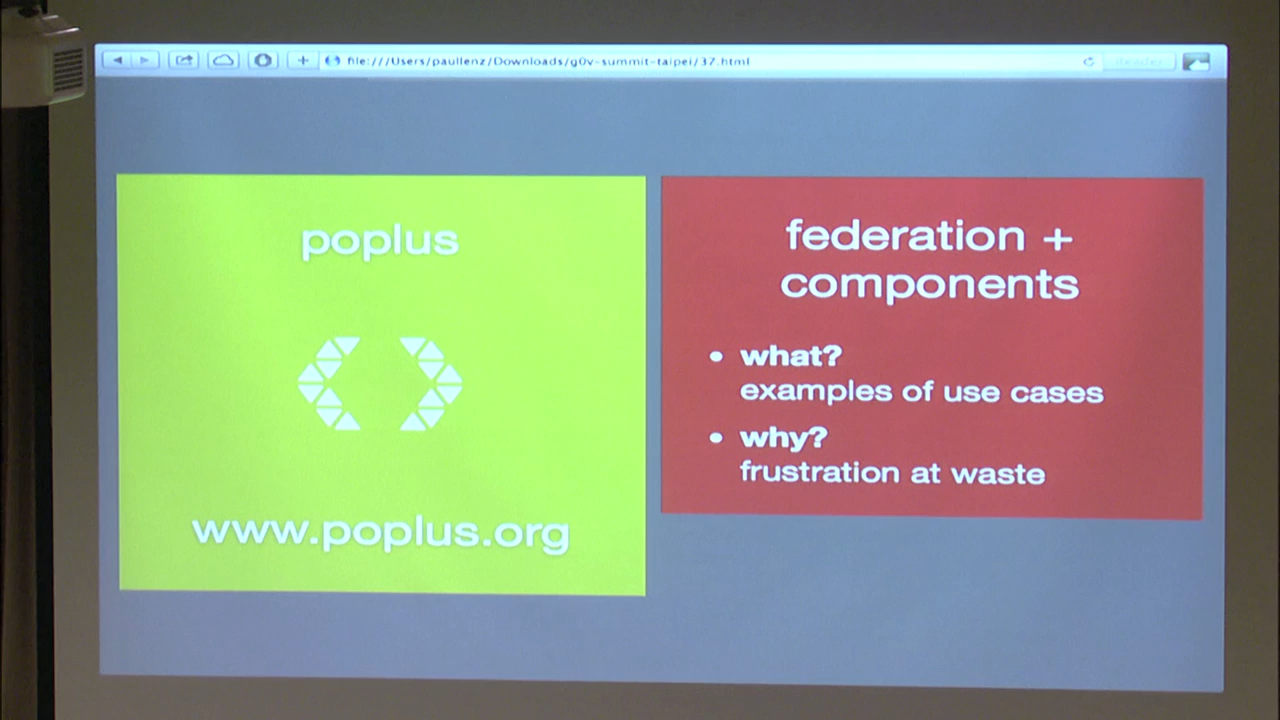 file:///Users/paullenz/Downloads/g0v-summit-taipei/37.html
Reader
poplus
www.poplus.org
federation +
components
• what?
examples of use cases
• why?
frustration at waste